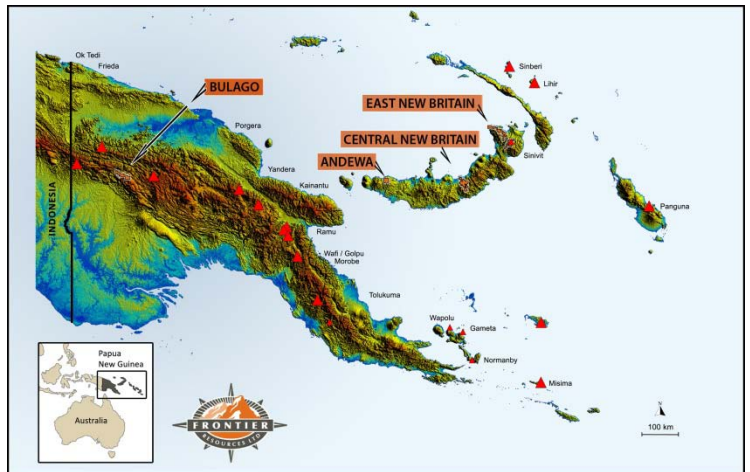 Ok Tedi
Frieda
BULAGO
Porgera
Yandera
Kainantu
Ramu
Wafi / Golpu
Morobe
Tolukuma
INDONESIA
Sinberi
Lihir
EAST NEW BRITAIN
CENTRAL NEW BRITAIN
ANDEWA
Sinivit
Panguna
Wapolu
Gameta
Normanby
Misima
Papua
New Guinea
Australia
FRONTIER
RESOURCES LTD
N
100 km